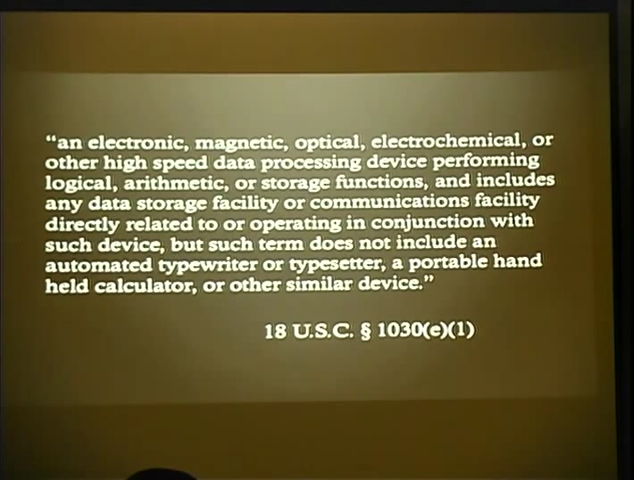 “an electronic, magnetic, optical, electrochemical, or
other high speed data processing device performing
logical, arithmetic, or storage functions, and includes
any data storage facility or communications facility
directly related to or operating in conjunction with
such device, but such term does not include an
automated typewriter or typesetter, a portable hand
held calculator, or other similar device.”
18 U.S.C. § 1030(e)(1)